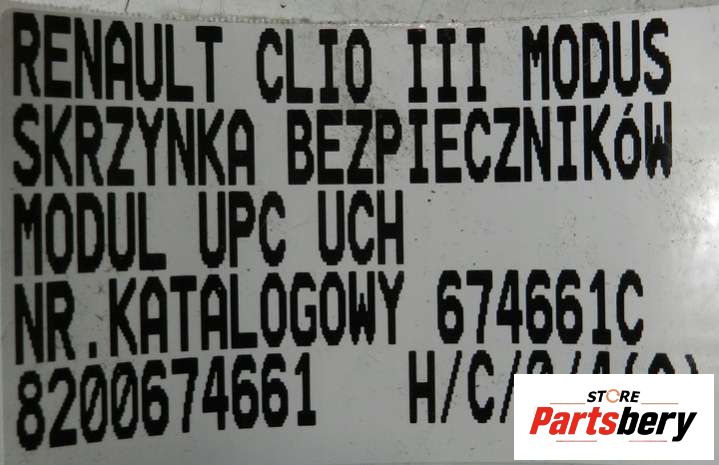 RENAULT CLIO III MODUS
SKRZYNKA BEZPIECZNIKÓW
MODUL UPC UCH
NR.KATALOGOWY 674661C
8200674661 H/C/
STORE
Partsbery